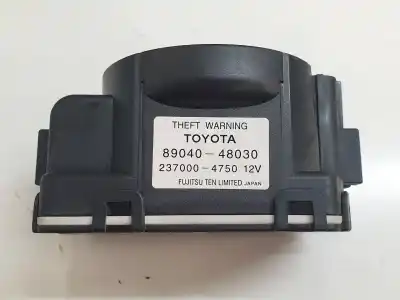 THEFT WARNING
TOYOTA
89040-48030
237000-4750 12V
FUJITSU TEN LIMITED JAPAN